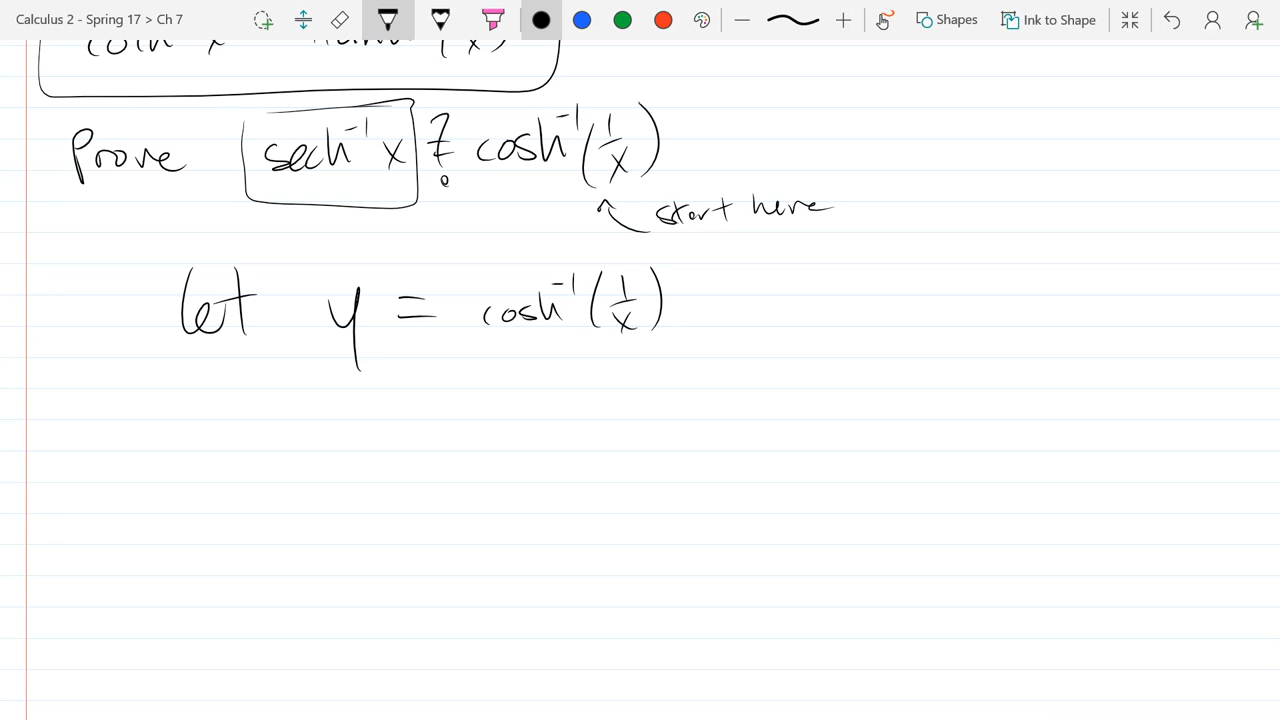 Calculus 2 - Spring 17 > Ch 7
Shapes
Ink to Shape
Prove sech⁻¹ x ≟ cosh⁻¹(1/x)
start here
let y = cosh⁻¹(1/x)